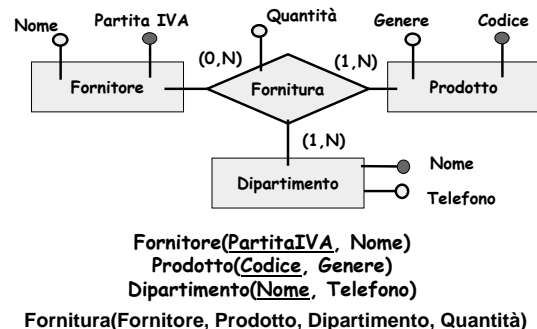 Nome
Partita IVA
Quantità
Genere
Codice
(0,N)
(1,N)
Fornitore
Fornitura
Prodotto
(1,N)
Nome
Dipartimento
Telefono
Fornitore(PartitaIVA, Nome)
Prodotto(Codice, Genere)
Dipartimento(Nome, Telefono)
Fornitura(Fornitore, Prodotto, Dipartimento, Quantità)